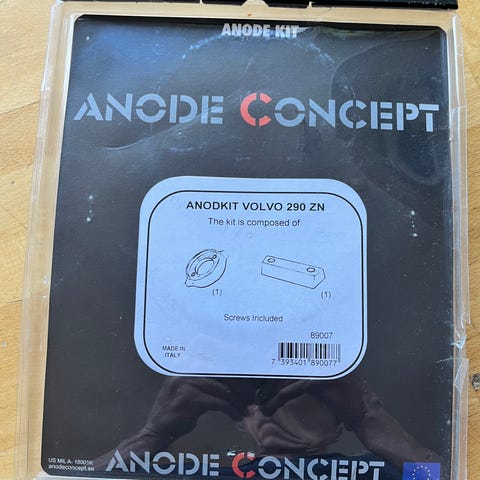 ANODE KIT
ANODE CONCEPT
ANODKIT VOLVO 290 ZN
The kit is composed of:
(1)
(1)
Screws Included
89007
MADE IN
ITALY
7 393401 890077
US MIL A- 18001K
anodeconcept.se
ANODE CONCEPT